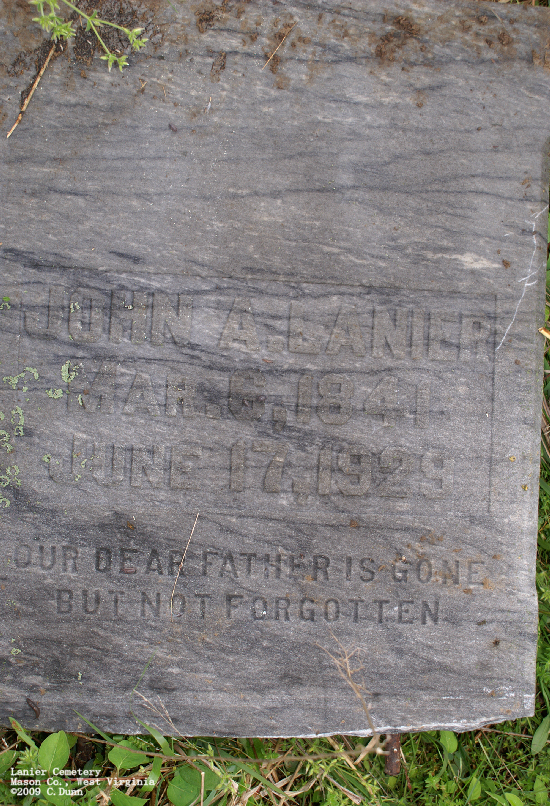 JOHN A. LANIER
MAR. 6, 1841
JUNE 17, 1929
OUR DEAR FATHER IS GONE
BUT NOT FORGOTTEN
Lanier Cemetery
Mason Co., West Virginia
©2009 C.Dunn